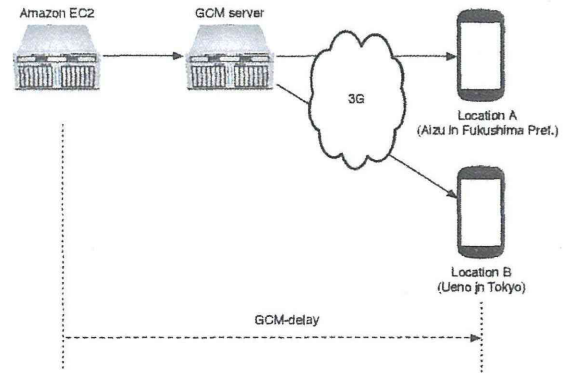 Amazon EC2
GCM server
3G
Location A
(Aizu in Fukushima Pref.)
Location B
(Ueno in Tokyo)
GCM-delay